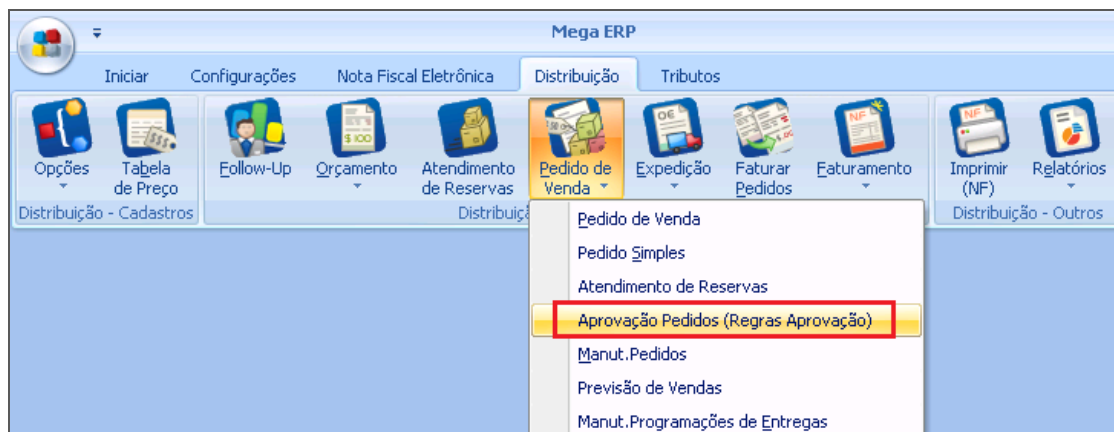 Mega ERP
Iniciar Configurações Nota Fiscal Eletrônica Distribuição Tributos
Opções Tabela de Preço Follow-Up Orçamento Atendimento de Reservas Pedido de Venda Expedição Faturar Pedidos Faturamento Imprimir (NF) Relatórios
Distribuição - Cadastros Distribuiç Distribuição - Outros
Pedido de Venda
Pedido Simples
Atendimento de Reservas
Aprovação Pedidos (Regras Aprovação)
Manut.Pedidos
Previsão de Vendas
Manut.Programações de Entregas